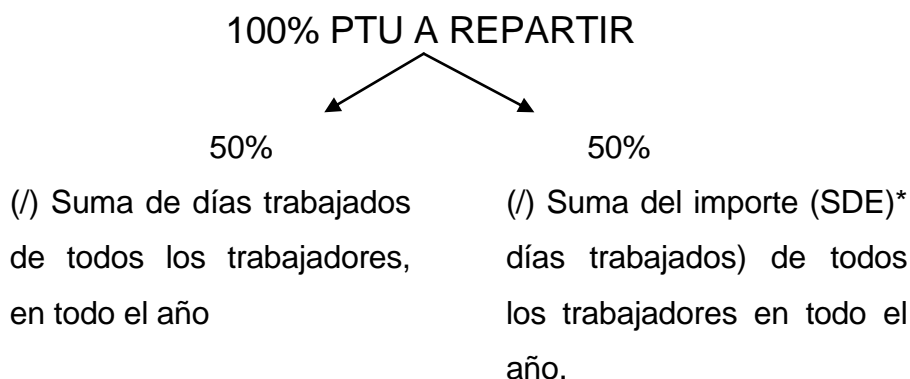 100% PTU A REPARTIR
50%
(/) Suma de días trabajados
de todos los trabajadores,
en todo el año
50%
(/) Suma del importe (SDE)*
días trabajados) de todos
los trabajadores en todo el
año.